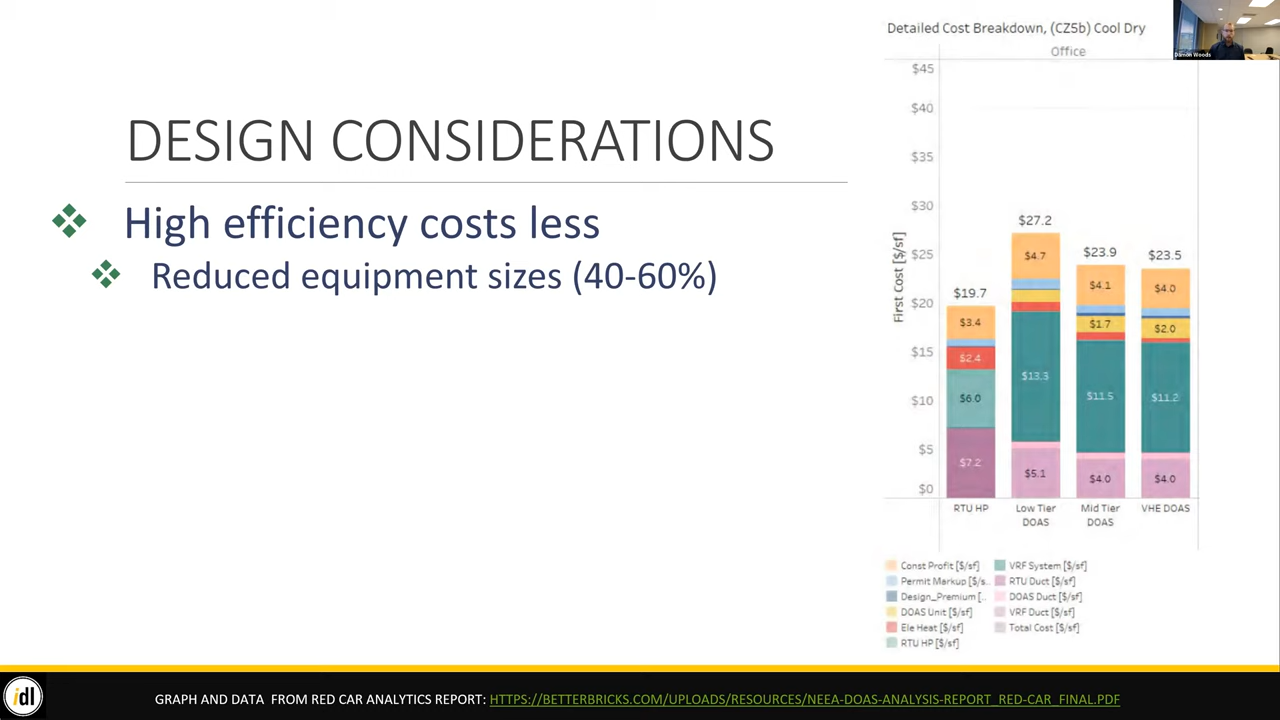 DESIGN CONSIDERATIONS
High efficiency costs less
Reduced equipment sizes (40-60%)
Detailed Cost Breakdown, (CZ5b) Cool Dry
Office
Damon Woods
First Cost [$/sf]
$45
$40
$35
$30
$25
$20
$15
$10
$5
$0
$19.7
$3.4
$2.4
$6.0
$7.2
$27.2
$4.7
$13.3
$5.1
$23.9
$4.1
$1.7
$11.5
$4.0
$23.5
$4.0
$2.0
$11.2
$4.0
RTU HP
Low Tier
DOAS
Mid Tier
DOAS
VHE DOAS
Const Profit [$/sf]
Permit Markup [$/s..
Design_Premium [..
DOAS Unit [$/sf]
Ele Heat [$/sf]
RTU HP [$/sf]
VRF System [$/sf]
RTU Duct [$/sf]
DOAS Duct [$/sf]
VRF Duct [$/sf]
Total Cost [$/sf]
idl
GRAPH AND DATA FROM RED CAR ANALYTICS REPORT: HTTPS://BETTERBRICKS.COM/UPLOADS/RESOURCES/NEEA-DOAS-ANALYSIS-REPORT_RED-CAR_FINAL.PDF